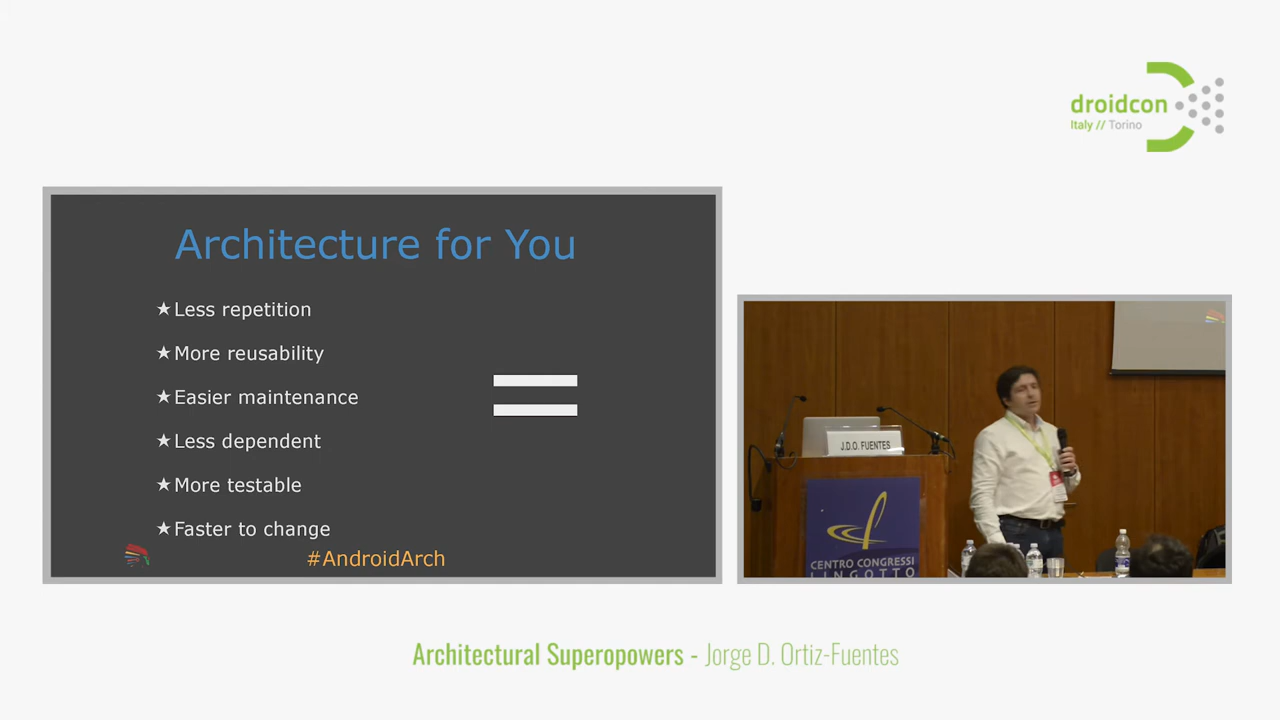 droidcon
Italy // Torino
Architecture for You
★Less repetition
★More reusability
★Easier maintenance
★Less dependent
★More testable
★Faster to change
#AndroidArch
J.D.O. FUENTES
CENTRO CONGRESSI
LINGOTTO
Architectural Superopowers - Jorge D. Ortiz-Fuentes